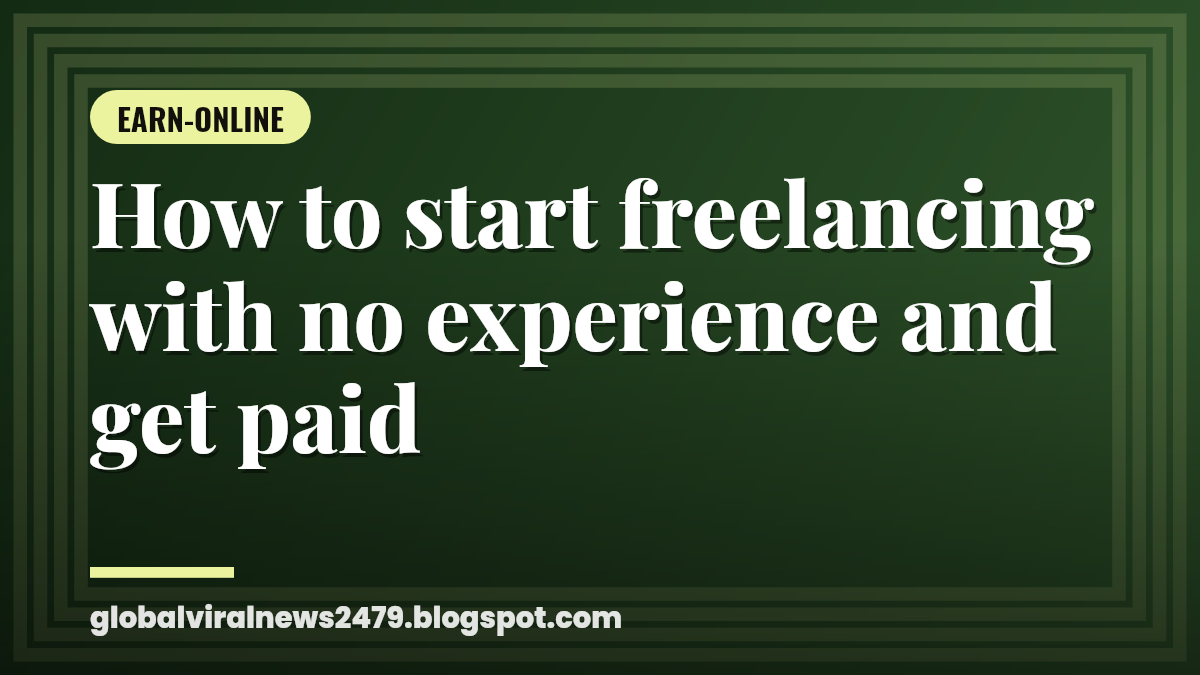 EARN-ONLINE
How to start freelancing
with no experience and
get paid
globalviralnews2479.blogspot.com